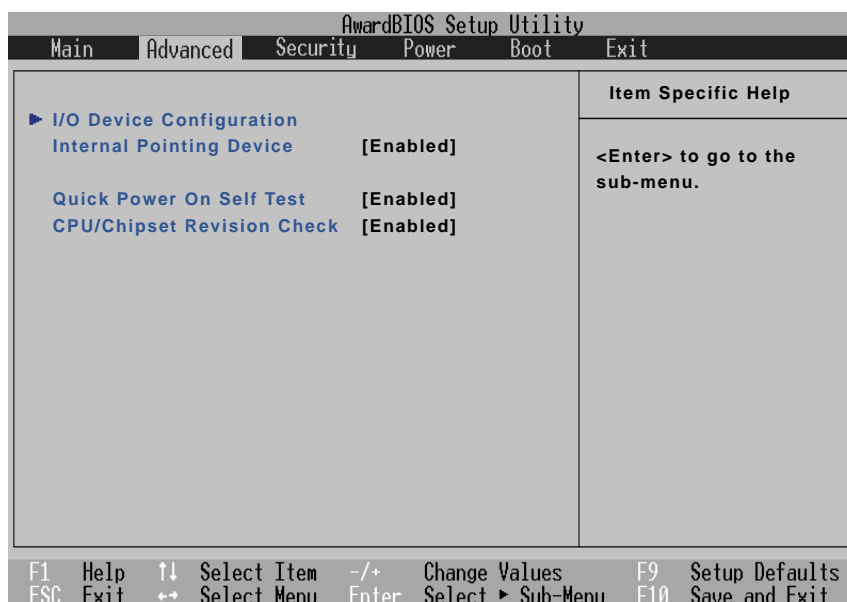 AwardBIOS Setup Utility
Main Advanced Security Power Boot Exit
Item Specific Help
▶ I/O Device Configuration
Internal Pointing Device [Enabled]
<Enter> to go to the
sub-menu.
Quick Power On Self Test [Enabled]
CPU/Chipset Revision Check [Enabled]
F1 Help ↑↓ Select Item -/+ Change Values F9 Setup Defaults
ESC Exit ←→ Select Menu Enter Select ▶ Sub-Menu F10 Save and Exit